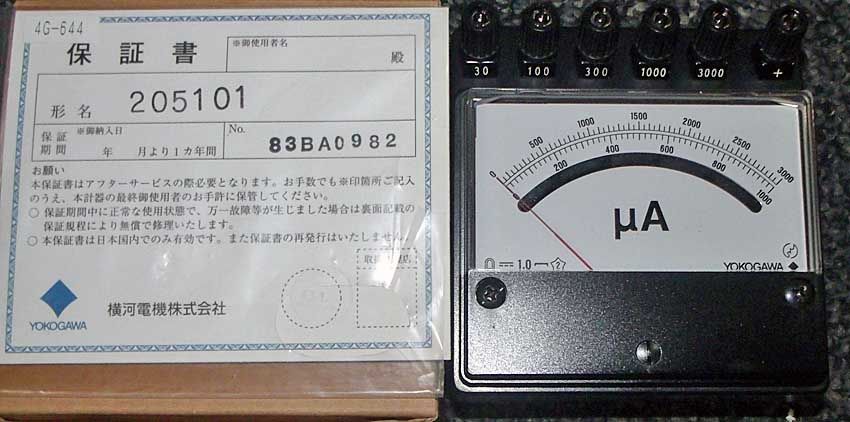 4G-644
保証書
※御使用者名
殿
形名 205101
保証期間
※御納入日
年 月より1カ年間
No. 83BA0982
お願い
本保証書はアフターサービスの際必要となります。お手数でも※印箇所ご記入
のうえ、本計器の最終御使用者のお手許に保管してください。
○ 保証期間中に正常な使用状態で、万一故障等が生じました場合は裏面記載の
保証規程により無償で修理いたします。
○ 本保証書は日本国内でのみ有効です。また保証書の再発行はいたしません。
YOKOGAWA
横河電機株式会社
30 100 300 1000 3000 +
0 500 1000 1500 2000 2500 3000
200 400 600 800 1000
μA
1.0 2
YOKOGAWA